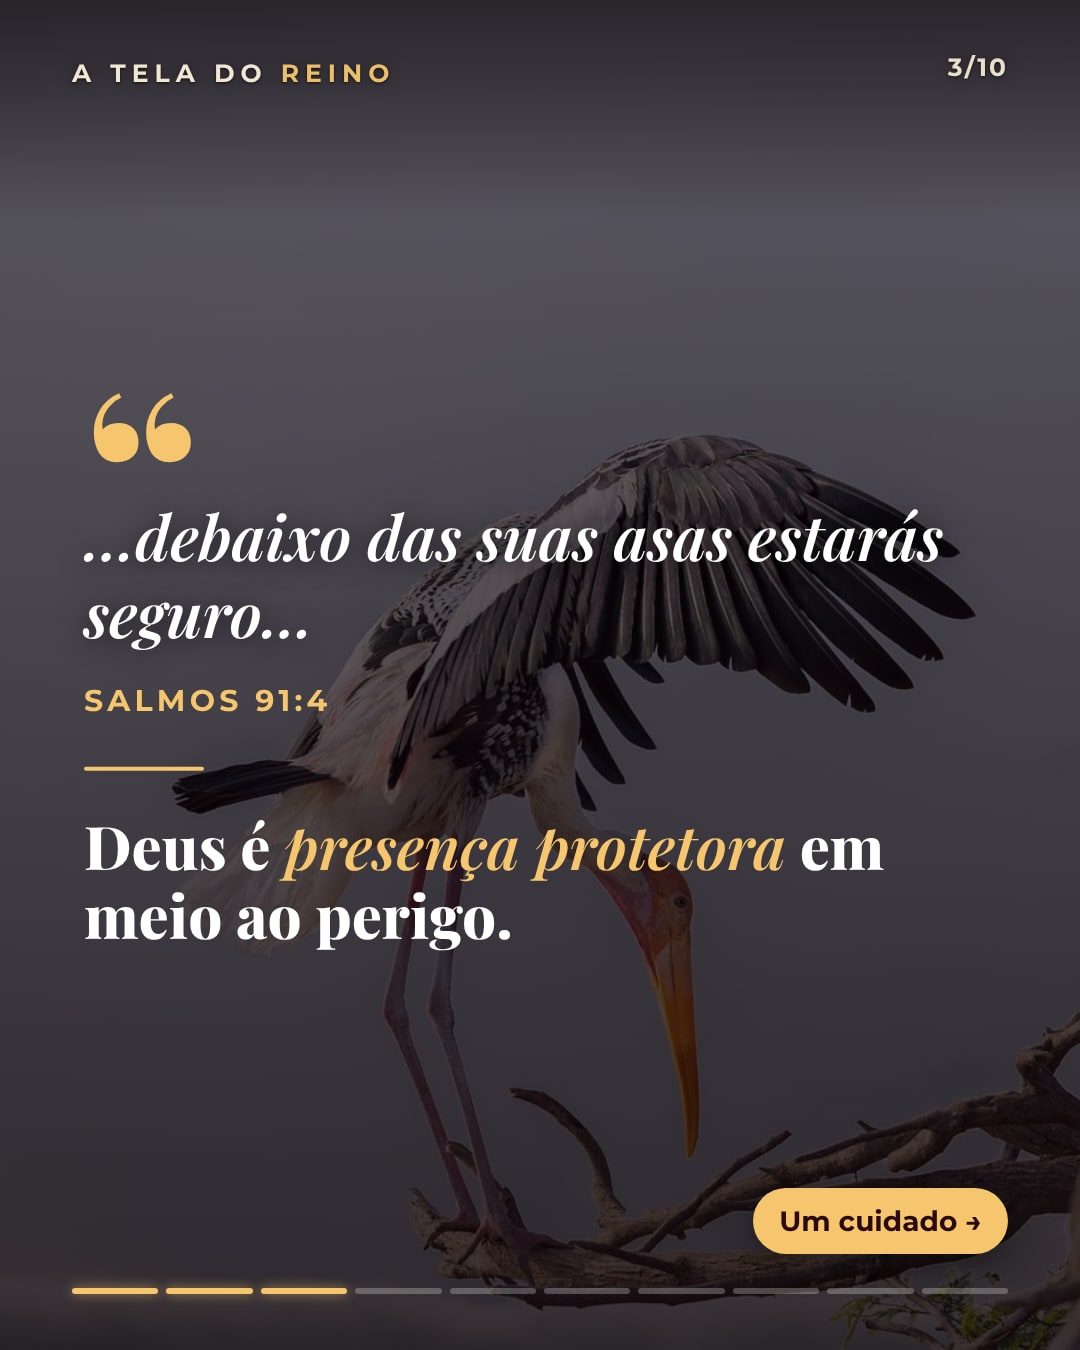 A TELA DO REINO
3/10
“
…debaixo das suas asas estarás
seguro…
SALMOS 91:4
Deus é presença protetora em
meio ao perigo.
Um cuidado →